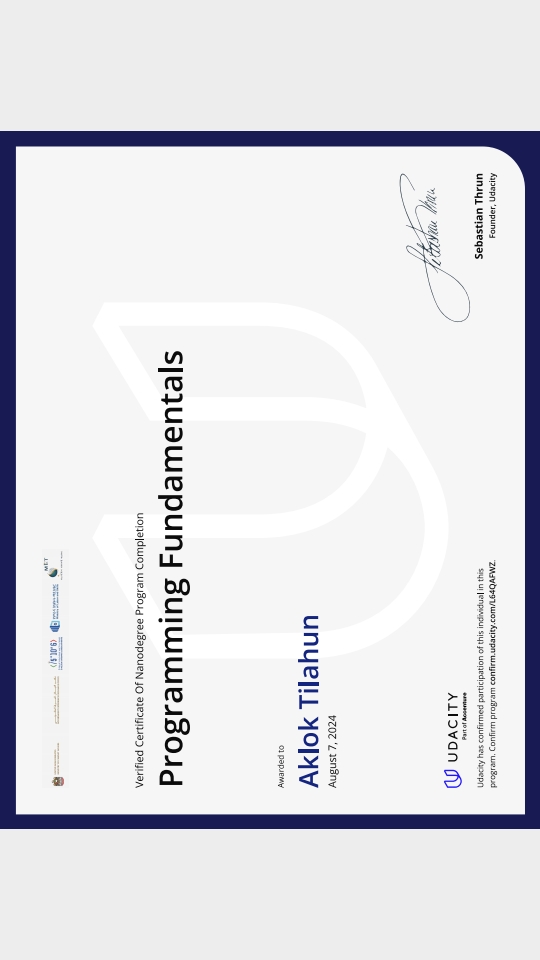 Verified Certificate Of Nanodegree Program Completion
Programming Fundamentals
Awarded to
Aklok Tilahun
August 7, 2024
UDACITY
Part of Accenture
Udacity has confirmed participation of this individual in this
program. Confirm program confirm.udacity.com/L64QAFWZ.
Sebastian Thrun
Founder, Udacity
MET